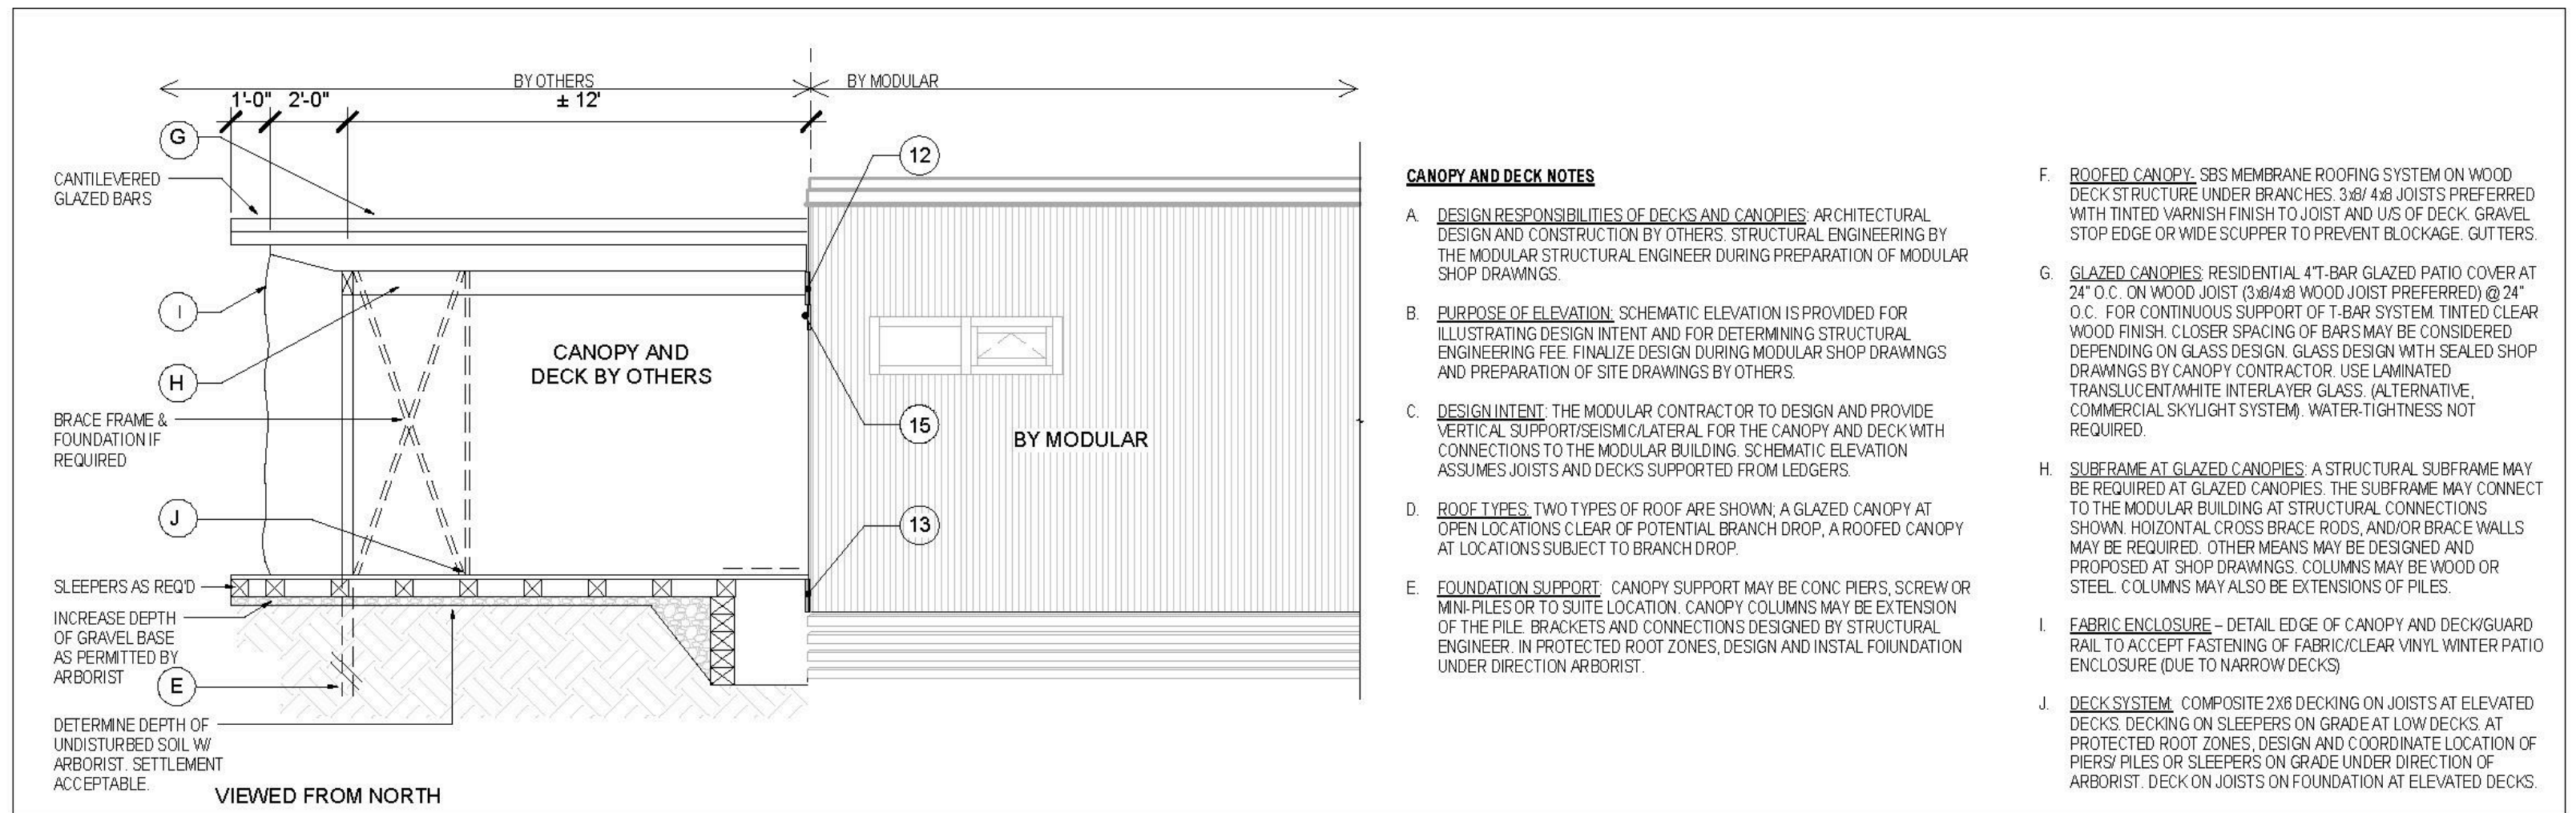 BY OTHERS
BY MODULAR
1'-0"
2'-0"
± 12'
G
12
CANTILEVERED
GLAZED BARS
I
CANOPY AND
DECK BY OTHERS
H
BRACE FRAME &
FOUNDATION IF
REQUIRED
15
BY MODULAR
J
13
SLEEPERS AS REQ'D
INCREASE DEPTH
OF GRAVEL BASE
AS PERMITTED BY
ARBORIST
E
DETERMINE DEPTH OF
UNDISTURBED SOIL W/
ARBORIST. SETTLEMENT
ACCEPTABLE.
VIEWED FROM NORTH
CANOPY AND DECK NOTES
A. DESIGN RESPONSIBILITIES OF DECKS AND CANOPIES: ARCHITECTURAL
DESIGN AND CONSTRUCTION BY OTHERS. STRUCTURAL ENGINEERING BY
THE MODULAR STRUCTURAL ENGINEER DURING PREPARATION OF MODULAR
SHOP DRAWINGS.
B. PURPOSE OF ELEVATION: SCHEMATIC ELEVATION IS PROVIDED FOR
ILLUSTRATING DESIGN INTENT AND FOR DETERMINING STRUCTURAL
ENGINEERING FEE. FINALIZE DESIGN DURING MODULAR SHOP DRAWINGS
AND PREPARATION OF SITE DRAWINGS BY OTHERS.
C. DESIGN INTENT: THE MODULAR CONTRACTOR TO DESIGN AND PROVIDE
VERTICAL SUPPORT/SEISMIC/LATERAL FOR THE CANOPY AND DECK WITH
CONNECTIONS TO THE MODULAR BUILDING. SCHEMATIC ELEVATION
ASSUMES JOISTS AND DECKS SUPPORTED FROM LEDGERS.
D. ROOF TYPES: TWO TYPES OF ROOF ARE SHOWN; A GLAZED CANOPY AT
OPEN LOCATIONS CLEAR OF POTENTIAL BRANCH DROP, A ROOFED CANOPY
AT LOCATIONS SUBJECT TO BRANCH DROP.
E. FOUNDATION SUPPORT: CANOPY SUPPORT MAY BE CONC PIERS, SCREW OR
MINI-PILES OR TO SUITE LOCATION. CANOPY COLUMNS MAY BE EXTENSION
OF THE PILE. BRACKETS AND CONNECTIONS DESIGNED BY STRUCTURAL
ENGINEER. IN PROTECTED ROOT ZONES, DESIGN AND INSTAL FOIUNDATION
UNDER DIRECTION ARBORIST.
F. ROOFED CANOPY- SBS MEMBRANE ROOFING SYSTEM ON WOOD
DECK STRUCTURE UNDER BRANCHES. 3x8/ 4x8 JOISTS PREFERRED
WITH TINTED VARNISH FINISH TO JOIST AND U/S OF DECK. GRAVEL
STOP EDGE OR WIDE SCUPPER TO PREVENT BLOCKAGE. GUTTERS.
G. GLAZED CANOPIES: RESIDENTIAL 4"T-BAR GLAZED PATIO COVER AT
24" O.C. ON WOOD JOIST (3x8/4x8 WOOD JOIST PREFERRED) @ 24"
O.C. FOR CONTINUOUS SUPPORT OF T-BAR SYSTEM. TINTED CLEAR
WOOD FINISH. CLOSER SPACING OF BARS MAY BE CONSIDERED
DEPENDING ON GLASS DESIGN. GLASS DESIGN WITH SEALED SHOP
DRAWINGS BY CANOPY CONTRACTOR. USE LAMINATED
TRANSLUCENT/WHITE INTERLAYER GLASS. (ALTERNATIVE,
COMMERCIAL SKYLIGHT SYSTEM). WATER-TIGHTNESS NOT
REQUIRED.
H. SUBFRAME AT GLAZED CANOPIES: A STRUCTURAL SUBFRAME MAY
BE REQUIRED AT GLAZED CANOPIES. THE SUBFRAME MAY CONNECT
TO THE MODULAR BUILDING AT STRUCTURAL CONNECTIONS
SHOWN. HOIZONTAL CROSS BRACE RODS, AND/OR BRACE WALLS
MAY BE REQUIRED. OTHER MEANS MAY BE DESIGNED AND
PROPOSED AT SHOP DRAWINGS. COLUMNS MAY BE WOOD OR
STEEL. COLUMNS MAY ALSO BE EXTENSIONS OF PILES.
I. FABRIC ENCLOSURE – DETAIL EDGE OF CANOPY AND DECK/GUARD
RAIL TO ACCEPT FASTENING OF FABRIC/CLEAR VINYL WINTER PATIO
ENCLOSURE (DUE TO NARROW DECKS)
J. DECK SYSTEM: COMPOSITE 2X6 DECKING ON JOISTS AT ELEVATED
DECKS. DECKING ON SLEEPERS ON GRADE AT LOW DECKS. AT
PROTECTED ROOT ZONES, DESIGN AND COORDINATE LOCATION OF
PIERS/ PILES OR SLEEPERS ON GRADE UNDER DIRECTION OF
ARBORIST. DECK ON JOISTS ON FOUNDATION AT ELEVATED DECKS.